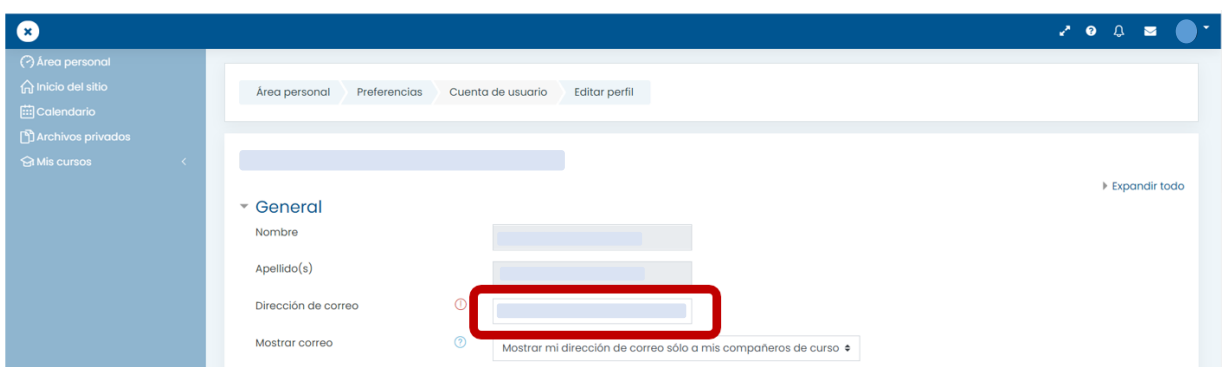 Área personal
Inicio del sitio
Calendario
Archivos privados
Mis cursos
Área personal Preferencias Cuenta de usuario Editar perfil
Expandir todo
General
Nombre
Apellido(s)
Dirección de correo
Mostrar correo
Mostrar mi dirección de correo sólo a mis compañeros de curso